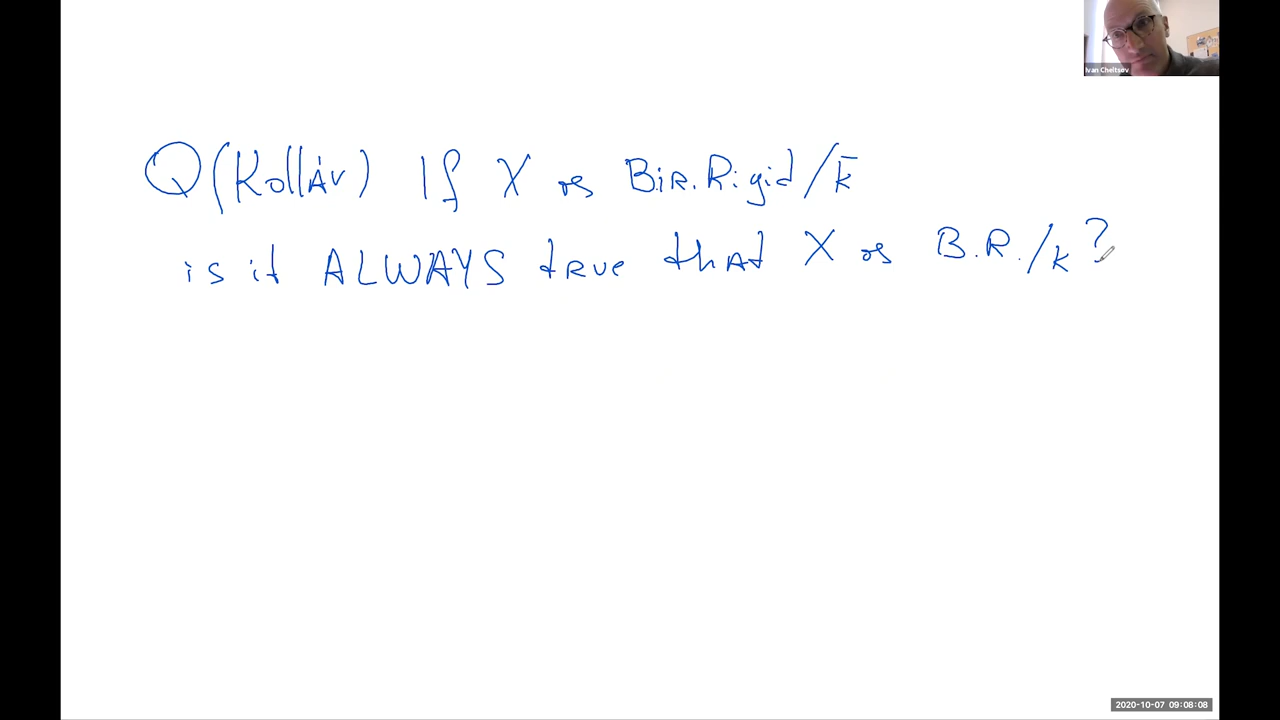 Ivan Cheltsov
Q(Kollár) If X is Bir. Rigid/k̄
is it ALWAYS true that X is B.R./k?
2020-10-07 09:08:08